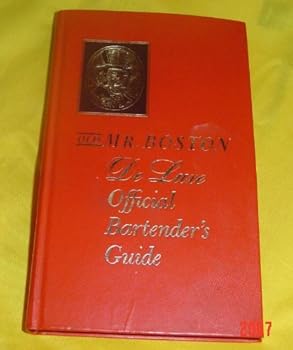 OLD MR. BOSTON
De Luxe
Official
Bartender's
Guide
2007